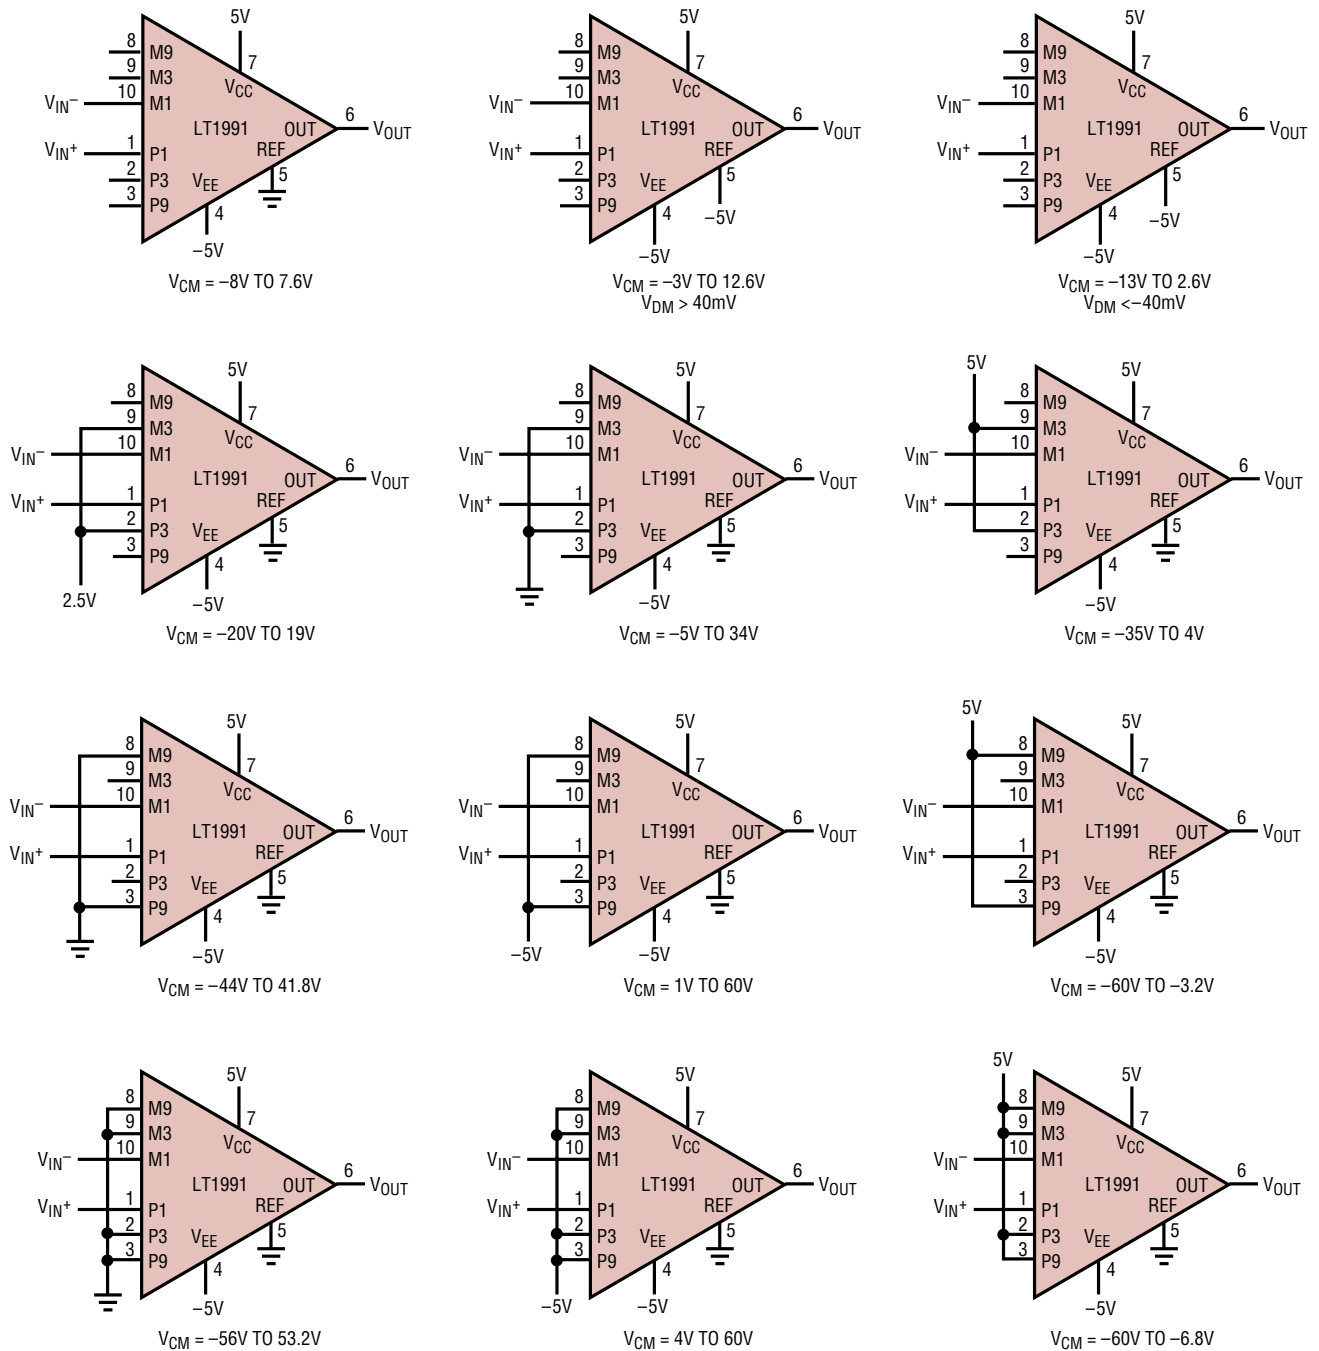 5V
8 M9
7
9 M3
VCC
VIN– 10 M1
LT1991 OUT 6 VOUT
VIN+ 1 P1
REF
2 P3
VEE 5
3 P9
4
–5V
VCM = –8V TO 7.6V
5V
8 M9
7
9 M3
VCC
VIN– 10 M1
LT1991 OUT 6 VOUT
VIN+ 1 P1
REF
2 P3
VEE 5
3 P9
4 –5V
–5V
VCM = –3V TO 12.6V
VDM > 40mV
5V
8 M9
7
9 M3
VCC
VIN– 10 M1
LT1991 OUT 6 VOUT
VIN+ 1 P1
REF
2 P3
VEE 5
3 P9
4 –5V
–5V
VCM = –13V TO 2.6V
VDM <–40mV
5V
8 M9
7
9 M3
VCC
VIN– 10 M1
LT1991 OUT 6 VOUT
VIN+ 1 P1
REF
2 P3
VEE 5
3 P9
4
2.5V –5V
VCM = –20V TO 19V
5V
8 M9
7
9 M3
VCC
VIN– 10 M1
LT1991 OUT 6 VOUT
VIN+ 1 P1
REF
2 P3
VEE 5
3 P9
4
–5V
VCM = –5V TO 34V
5V 5V
8 M9
7
9 M3
VCC
VIN– 10 M1
LT1991 OUT 6 VOUT
VIN+ 1 P1
REF
2 P3
VEE 5
3 P9
4
–5V
VCM = –35V TO 4V
5V
8 M9
7
9 M3
VCC
VIN– 10 M1
LT1991 OUT 6 VOUT
VIN+ 1 P1
REF
2 P3
VEE 5
3 P9
4
–5V
VCM = –44V TO 41.8V
5V
8 M9
7
9 M3
VCC
VIN– 10 M1
LT1991 OUT 6 VOUT
VIN+ 1 P1
REF
2 P3
VEE 5
3 P9
4
–5V –5V
VCM = 1V TO 60V
5V 5V
8 M9
7
9 M3
VCC
VIN– 10 M1
LT1991 OUT 6 VOUT
VIN+ 1 P1
REF
2 P3
VEE 5
3 P9
4
–5V
VCM = –60V TO –3.2V
5V
8 M9
7
9 M3
VCC
VIN– 10 M1
LT1991 OUT 6 VOUT
VIN+ 1 P1
REF
2 P3
VEE 5
3 P9
4
–5V
VCM = –56V TO 53.2V
5V
8 M9
7
9 M3
VCC
VIN– 10 M1
LT1991 OUT 6 VOUT
VIN+ 1 P1
REF
2 P3
VEE 5
3 P9
4
–5V –5V
VCM = 4V TO 60V
5V 5V
8 M9
7
9 M3
VCC
VIN– 10 M1
LT1991 OUT 6 VOUT
VIN+ 1 P1
REF
2 P3
VEE 5
3 P9
4
–5V
VCM = –60V TO –6.8V